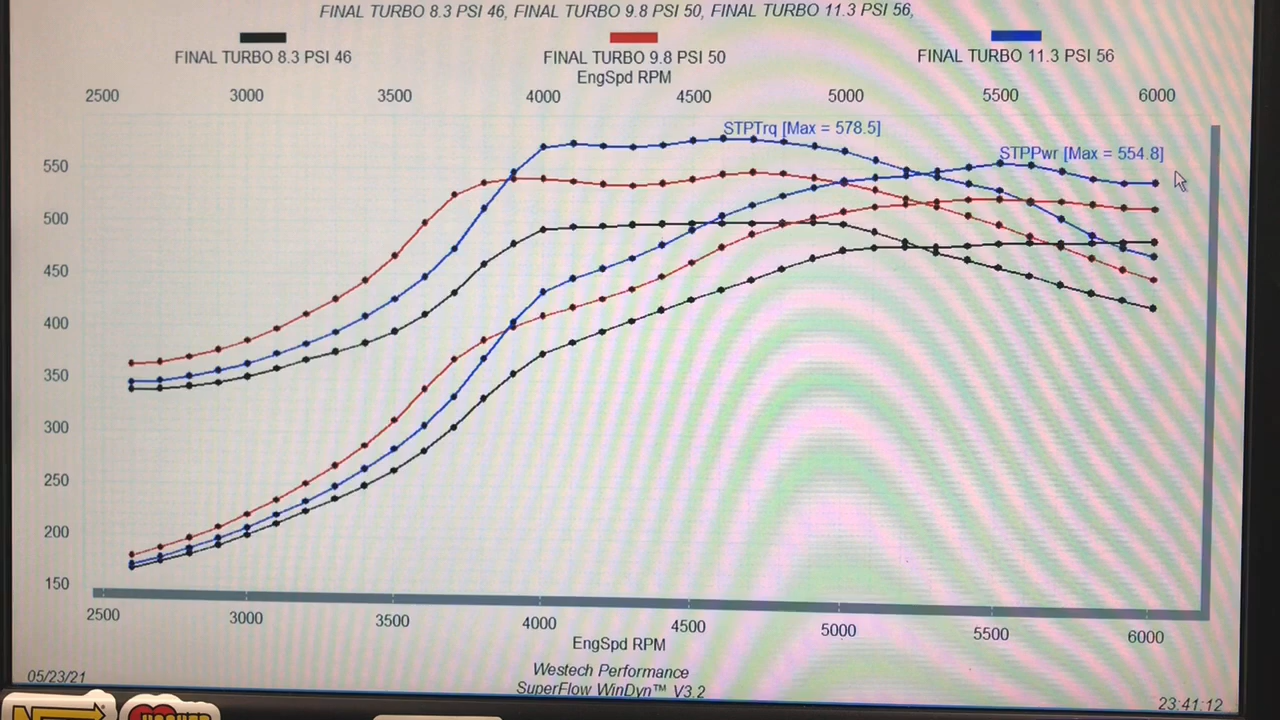 FINAL TURBO 8.3 PSI 46, FINAL TURBO 9.8 PSI 50, FINAL TURBO 11.3 PSI 56,
FINAL TURBO 8.3 PSI 46 FINAL TURBO 9.8 PSI 50 FINAL TURBO 11.3 PSI 56
EngSpd RPM
2500 3000 3500 4000 4500 5000 5500 6000
STPTrq [Max = 578.5]
STPPwr [Max = 554.8]
550
500
450
400
350
300
250
200
150
2500 3000 3500 4000 4500 5000 5500 6000
EngSpd RPM
Westech Performance
SuperFlow WinDyn™ V3.2
05/23/21
23:41:12